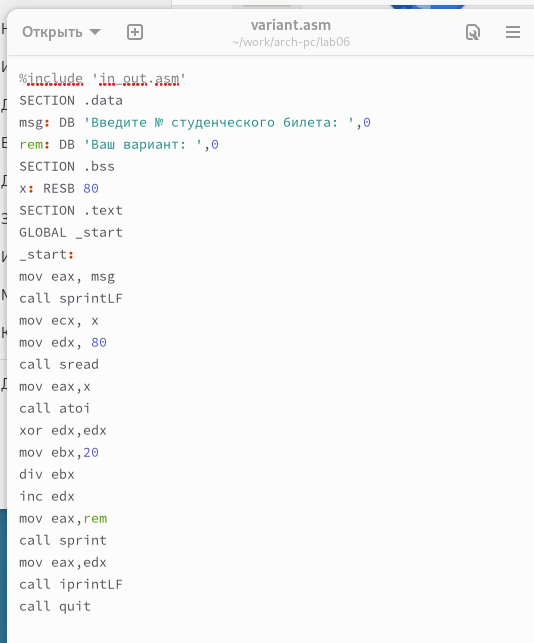 Открыть
variant.asm
~/work/arch-pc/lab06
%include 'in_out.asm'
SECTION .data
msg: DB 'Введите № студенческого билета: ',0
rem: DB 'Ваш вариант: ',0
SECTION .bss
x: RESB 80
SECTION .text
GLOBAL _start
_start:
mov eax, msg
call sprintLF
mov ecx, x
mov edx, 80
call sread
mov eax,x
call atoi
xor edx,edx
mov ebx,20
div ebx
inc edx
mov eax,rem
call sprint
mov eax,edx
call iprintLF
call quit